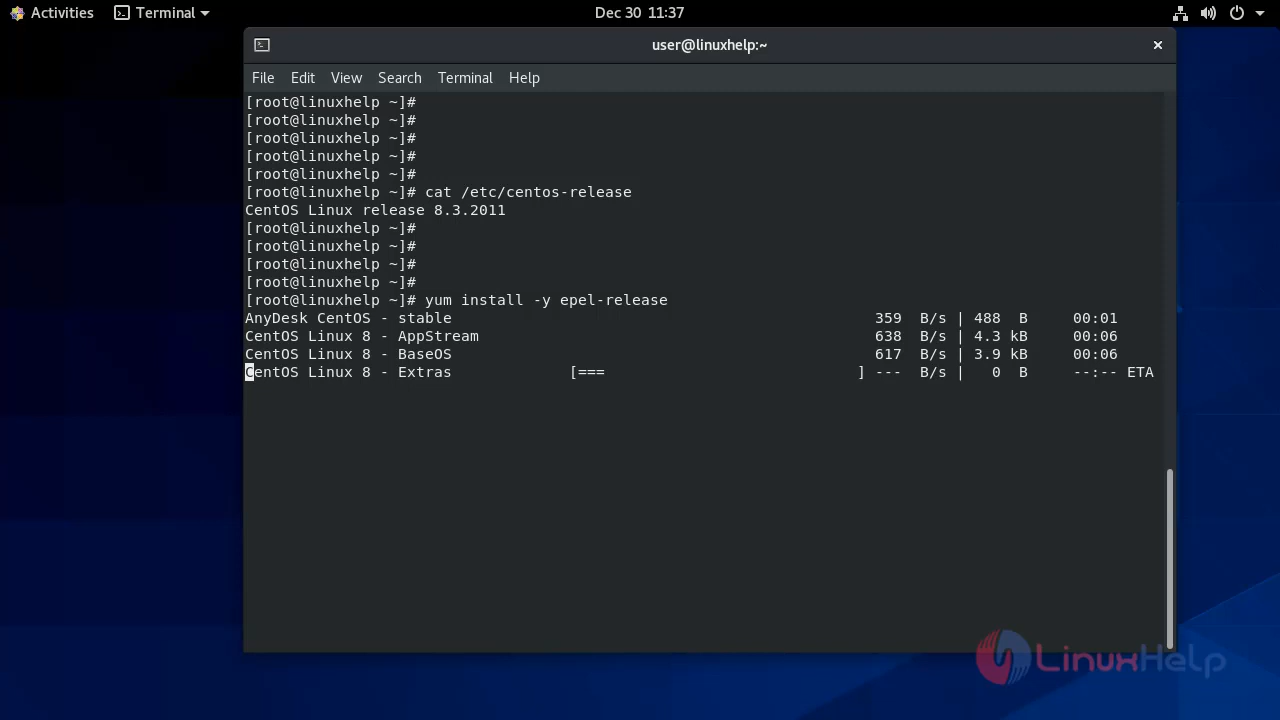 Activities Terminal Dec 30 11:37
user@linuxhelp:~
File Edit View Search Terminal Help
[root@linuxhelp ~]#
[root@linuxhelp ~]#
[root@linuxhelp ~]#
[root@linuxhelp ~]#
[root@linuxhelp ~]#
[root@linuxhelp ~]# cat /etc/centos-release
CentOS Linux release 8.3.2011
[root@linuxhelp ~]#
[root@linuxhelp ~]#
[root@linuxhelp ~]#
[root@linuxhelp ~]#
[root@linuxhelp ~]# yum install -y epel-release
AnyDesk CentOS - stable 359 B/s | 488 B 00:01
CentOS Linux 8 - AppStream 638 B/s | 4.3 kB 00:06
CentOS Linux 8 - BaseOS 617 B/s | 3.9 kB 00:06
CentOS Linux 8 - Extras [=== ] --- B/s | 0 B --:-- ETA
LinuxHelp